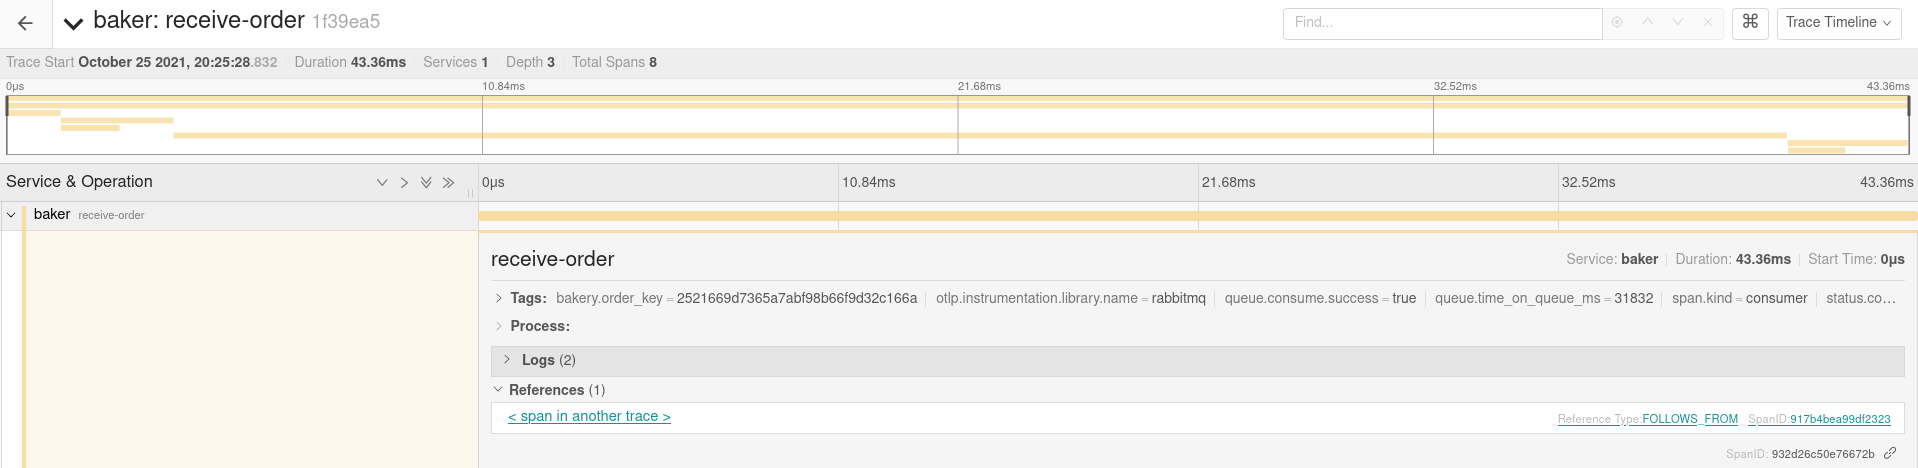 baker: receive-order 1f39ea5 Find... ⌘ Trace Timeline
Trace Start October 25 2021, 20:25:28.832 Duration 43.36ms Services 1 Depth 3 Total Spans 8
0μs 10.84ms 21.68ms 32.52ms 43.36ms
Service & Operation 0μs 10.84ms 21.68ms 32.52ms 43.36ms
baker receive-order
receive-order Service: baker Duration: 43.36ms Start Time: 0μs
Tags: bakery.order_key = 2521669d7365a7abf98b66f9d32c166a otlp.instrumentation.library.name = rabbitmq queue.consume.success = true queue.time_on_queue_ms = 31832 span.kind = consumer status.co…
Process:
Logs (2)
References (1)
< span in another trace > Reference Type:FOLLOWS_FROM SpanID:917b4bea99df2323
SpanID: 932d26c50e76672b